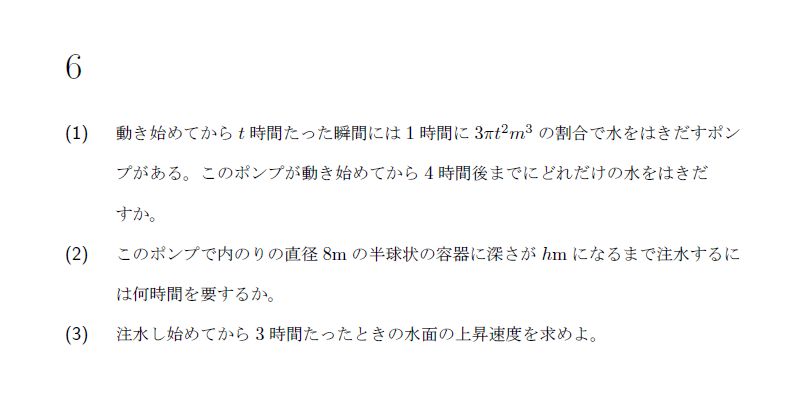 6
(1) 動き始めてから t 時間たった瞬間には 1 時間に 3πt²m³ の割合で水をはきだすポン
プがある。このポンプが動き始めてから 4 時間後までにどれだけの水をはきだ
すか。
(2) このポンプで内のりの直径 8m の半球状の容器に深さが hm になるまで注水するに
は何時間を要するか。
(3) 注水し始めてから 3 時間たったときの水面の上昇速度を求めよ。